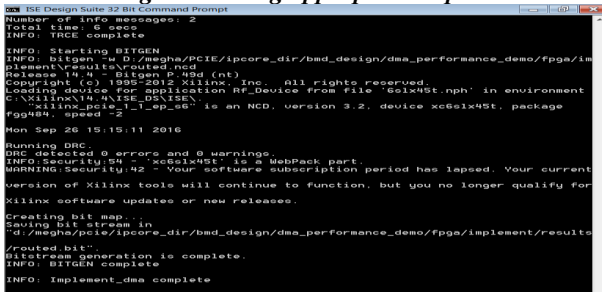 ISE Design Suite 32 Bit Command Prompt
Number of info messages: 2
Total time: 6 secs
INFO: TRCE complete
INFO: Starting BITGEN
INFO: bitgen -w D:/megha/PCIE/ipcore_dir/bmd_design/dma_performance_demo/fpga/im
plement\results\routed.ncd
Release 14.4 - Bitgen P.49d (nt)
Copyright (c) 1995-2012 Xilinx, Inc.  All rights reserved.
Loading device for application Rf_Device from file '6slx45t.nph' in environment
C:\Xilinx\14.4\ISE_DS\ISE\.
"xilinx_pcie_1_1_ep_s6" is an NCD, version 3.2, device xc6slx45t, package
fgg484, speed -2
Mon Sep 26 15:15:11 2016
Running DRC.
DRC detected 0 errors and 0 warnings.
INFO:Security:54 - 'xc6slx45t' is a WebPack part.
WARNING:Security:42 - Your software subscription period has lapsed. Your current
version of Xilinx tools will continue to function, but you no longer qualify for
Xilinx software updates or new releases.
Creating bit map...
Saving bit stream in
"d:/megha/pcie/ipcore_dir/bmd_design/dma_performance_demo/fpga/implement/results
/routed.bit".
Bitstream generation is complete.
INFO: BITGEN complete
INFO: Implement_dma complete